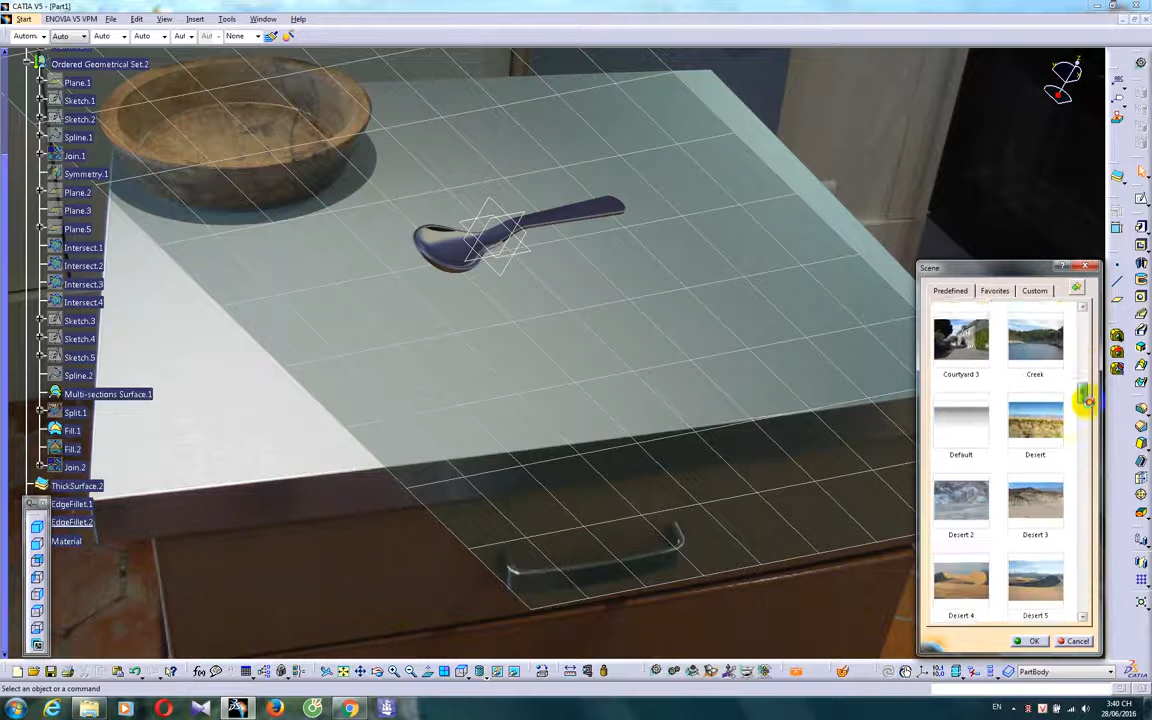 CATIA V5 - [Part1]
Start ENOVIA V5 VPM File Edit View Insert Tools Window Help
Autom Auto Auto Auto Aut Aut None
Ordered Geometrical Set.2
Plane.1
Sketch.1
Sketch.2
Spline.1
Join.1
Symmetry.1
Plane.2
Plane.3
Plane.5
Intersect.1
Intersect.2
Intersect.3
Intersect.4
Sketch.3
Sketch.4
Sketch.5
Spline.2
Multi-sections Surface.1
Split.1
Fill.1
Fill.2
Join.2
ThickSurface.2
EdgeFillet.1
EdgeFillet.2
Material
Scene
Predefined Favorites Custom
Courtyard 3 Creek
Default Desert
Desert 2 Desert 3
Desert 4 Desert 5
OK Cancel
PartBody
CATIA
Select an object or a command
EN 3:40 CH
28/06/2016